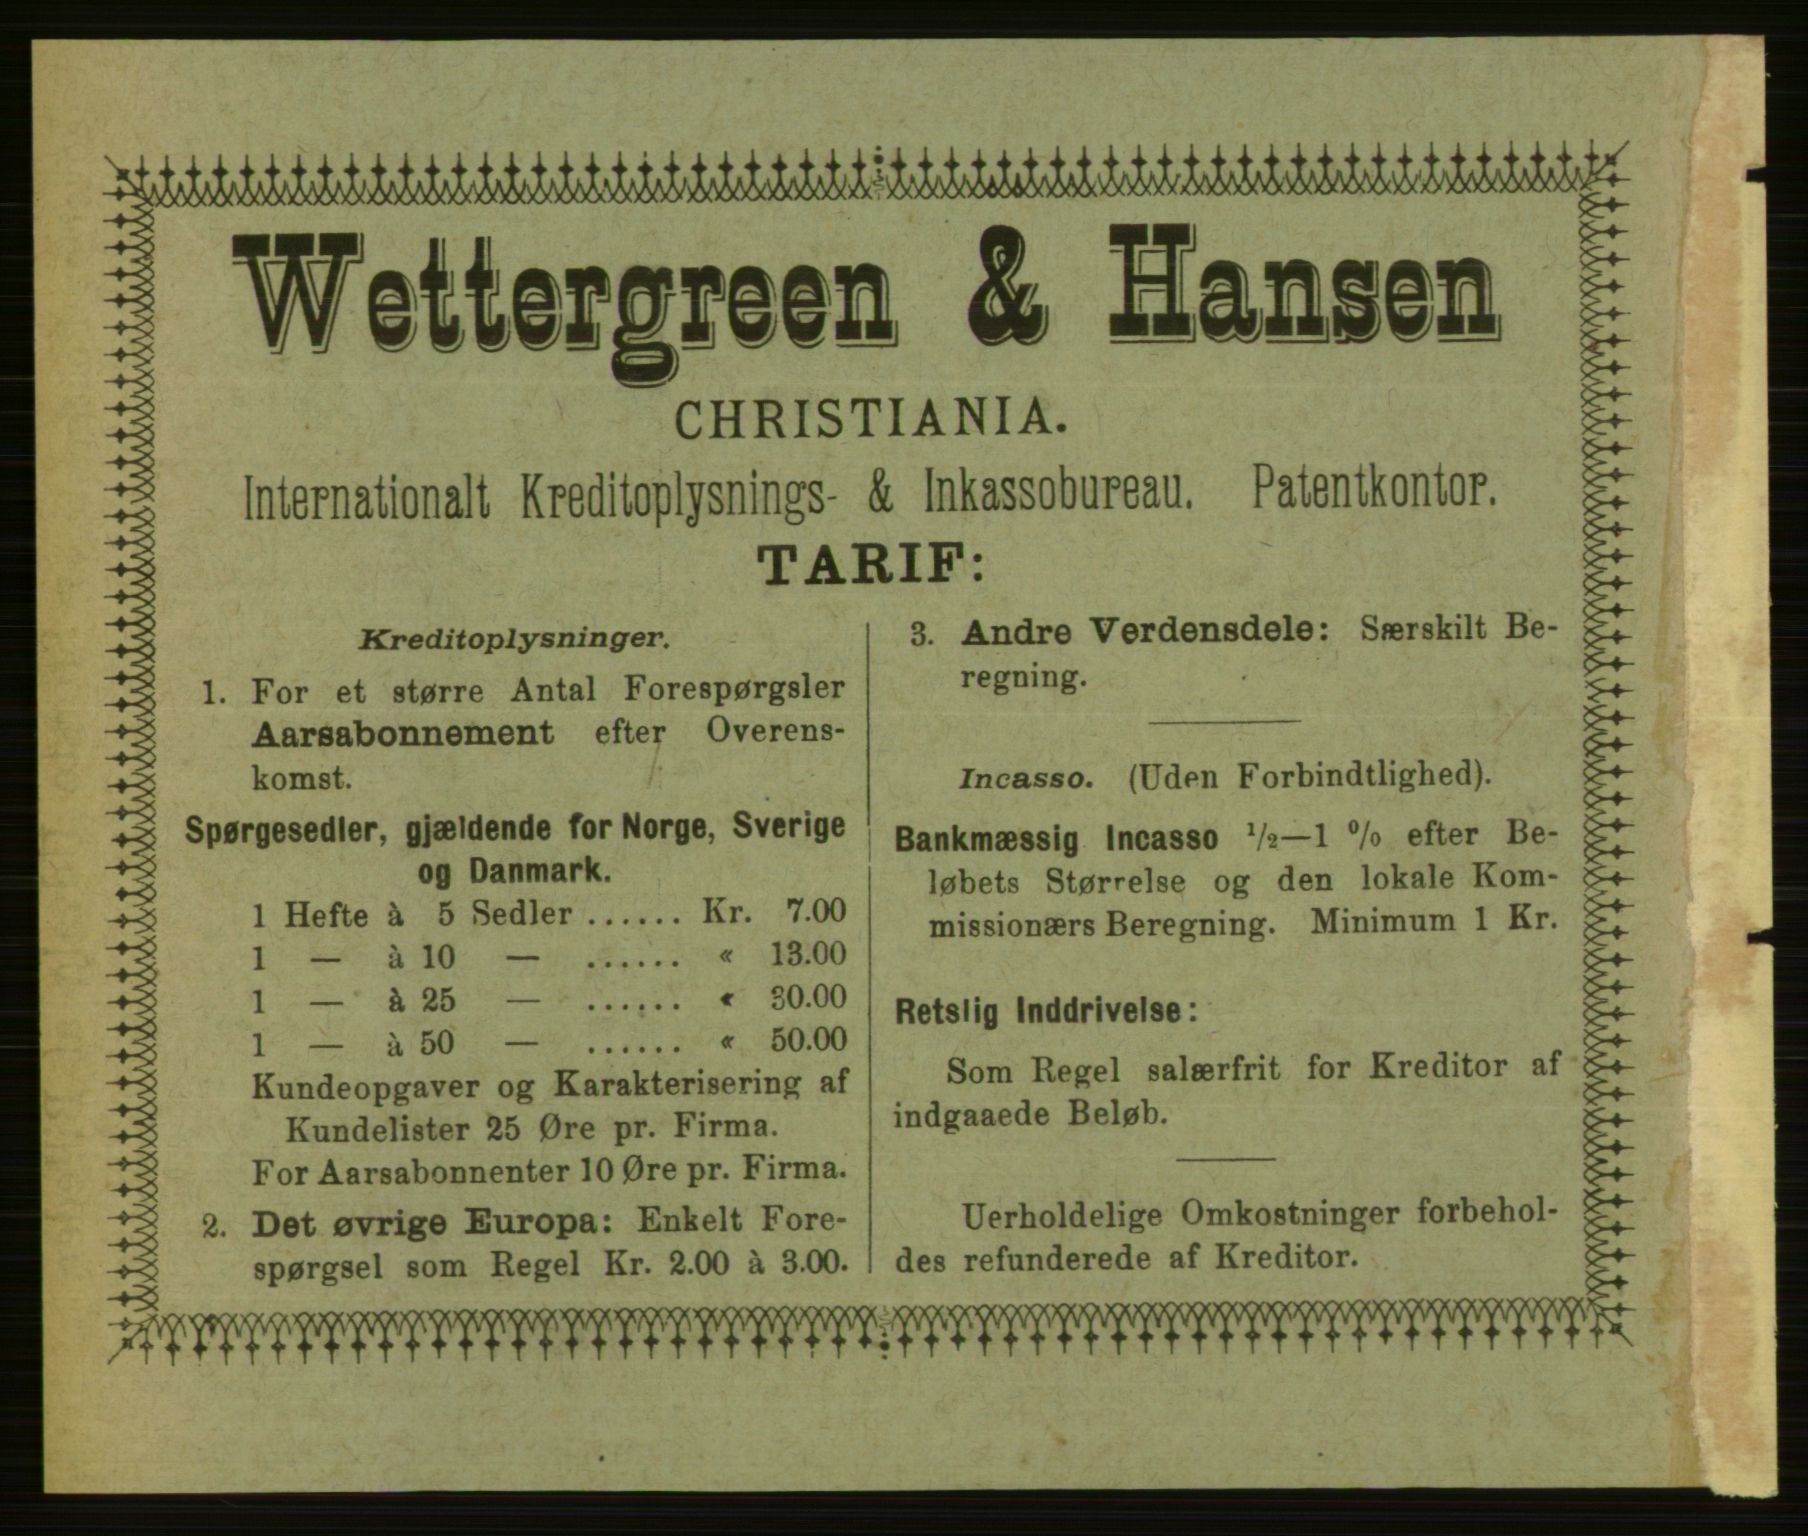 Wettergreen & Hansen
CHRISTIANIA.
Internationalt Kreditoplysnings- & Inkassobureau. Patentkontor.
TARIF:
Kreditoplysninger.
1. For et større Antal Forespørgsler
Aarsabonnement efter Overens-
komst.
Spørgesedler, gjældende for Norge, Sverige
og Danmark.
1 Hefte à 5 Sedler ...... Kr. 7.00
1 — à 10 — ...... « 13.00
1 — à 25 — ...... « 30.00
1 — à 50 — ...... « 50.00
Kundeopgaver og Karakterisering af
Kundelister 25 Øre pr. Firma.
For Aarsabonnenter 10 Øre pr. Firma.
2. Det øvrige Europa: Enkelt Fore-
spørgsel som Regel Kr. 2.00 à 3.00.
3. Andre Verdensdele: Særskilt Be-
regning.
Incasso. (Uden Forbindtlighed).
Bankmæssig Incasso ½—1 % efter Be-
løbets Størrelse og den lokale Kom-
missionærs Beregning. Minimum 1 Kr.
Retslig Inddrivelse:
Som Regel salærfrit for Kreditor af
indgaaede Beløb.
Uerholdelige Omkostninger forbehol-
des refunderede af Kreditor.